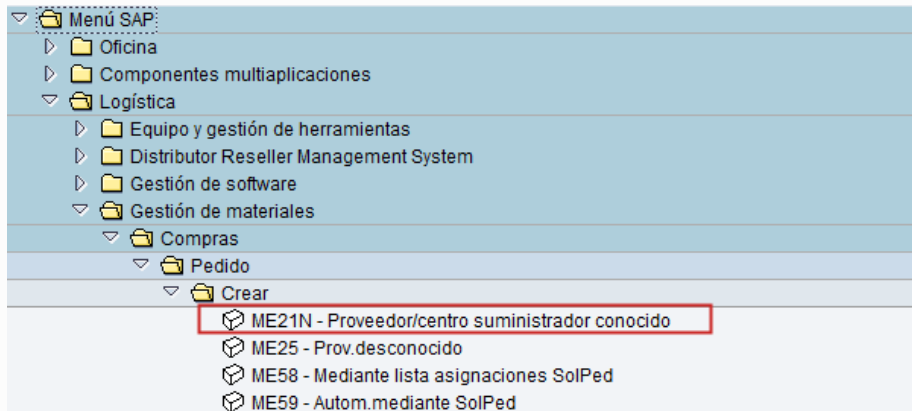 Menú SAP
Oficina
Componentes multiaplicaciones
Logística
Equipo y gestión de herramientas
Distributor Reseller Management System
Gestión de software
Gestión de materiales
Compras
Pedido
Crear
ME21N - Proveedor/centro suministrador conocido
ME25 - Prov.desconocido
ME58 - Mediante lista asignaciones SolPed
ME59 - Autom.mediante SolPed